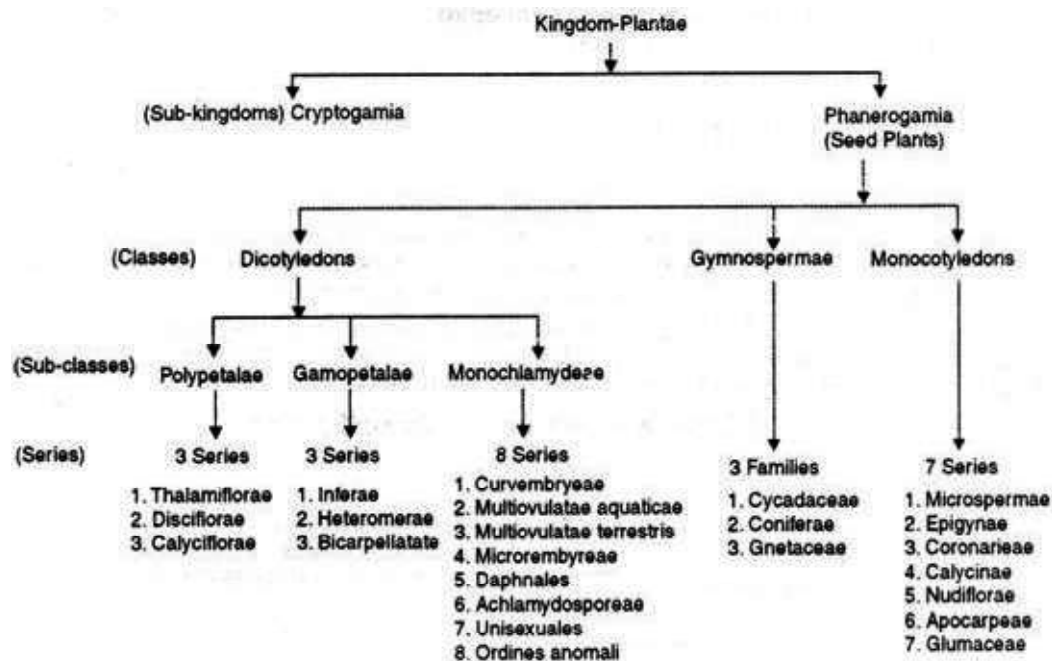 Kingdom-Plantae
(Sub-kingdoms) Cryptogamia
Phanerogamia
(Seed Plants)
(Classes) Dicotyledons Gymnospermae Monocotyledons
(Sub-classes) Polypetalae Gamopetalae Monochlamydeae
(Series)
3 Series
1. Thalamiflorae
2. Disciflorae
3. Calyciflorae
3 Series
1. Inferae
2. Heteromerae
3. Bicarpellatate
8 Series
1. Curvembryeae
2. Multiovulatae aquaticae
3. Multiovulatae terrestris
4. Microrembyreae
5. Daphnales
6. Achlamydosporeae
7. Unisexuales
8. Ordines anomali
3 Families
1. Cycadaceae
2. Coniferae
3. Gnetaceae
7 Series
1. Microspermae
2. Epigynae
3. Coronarieae
4. Calycinae
5. Nudiflorae
6. Apocarpeae
7. Glumaceae